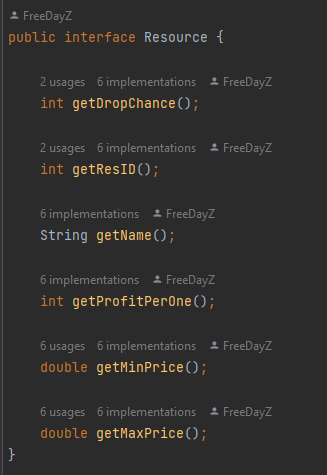 FreeDayZ
public interface Resource {
2 usages 6 implementations FreeDayZ
int getDropChance();
2 usages 6 implementations FreeDayZ
int getResID();
6 implementations FreeDayZ
String getName();
6 implementations FreeDayZ
int getProfitPerOne();
6 usages 6 implementations FreeDayZ
double getMinPrice();
6 usages 6 implementations FreeDayZ
double getMaxPrice();
}